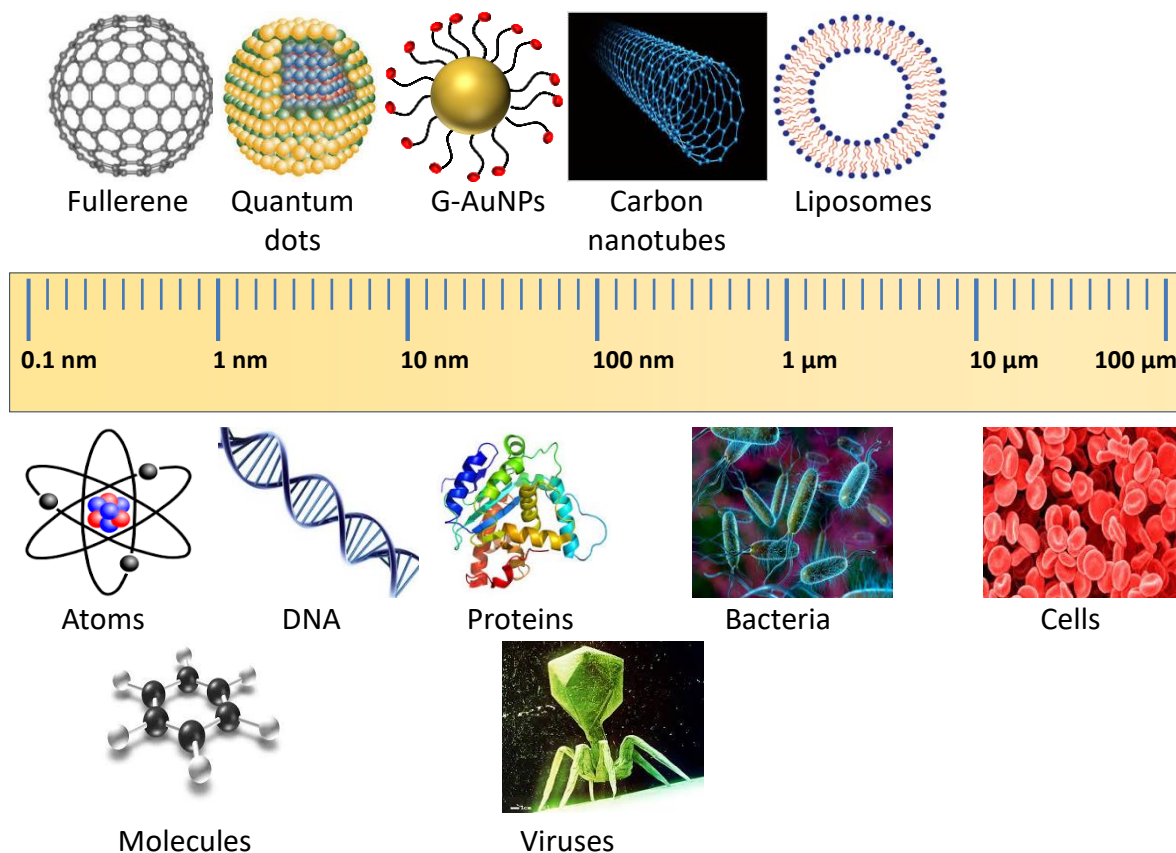 Fullerene
Quantum
dots
G-AuNPs
Carbon
nanotubes
Liposomes
0.1 nm
1 nm
10 nm
100 nm
1 µm
10 µm
100 µm
Atoms
DNA
Proteins
Bacteria
Cells
Molecules
Viruses